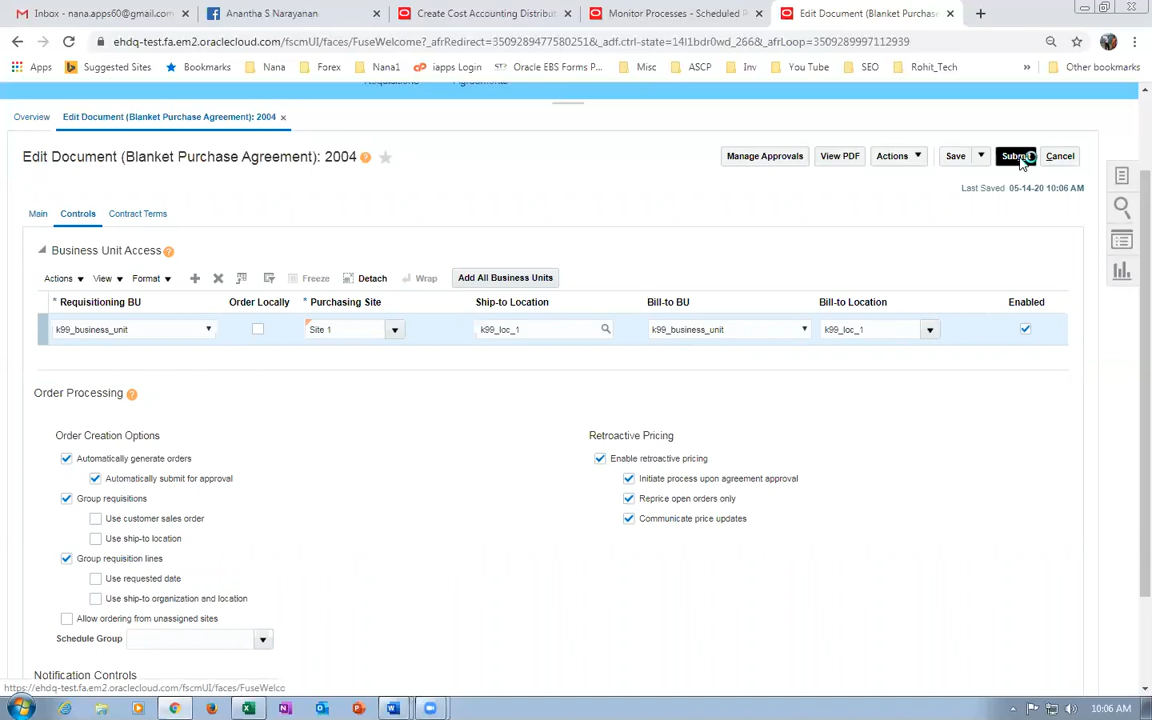 Inbox - nana.apps60@gmail.com
Anantha S Narayanan
Create Cost Accounting Distribut
Monitor Processes - Scheduled P
Edit Document (Blanket Purchase
ehdq-test.fa.em2.oraclecloud.com/fscmUI/faces/FuseWelcome?_afrRedirect=3509289477580251&_adf.ctrl-state=14l1bdr0wd_266&_afrLoop=3509289997112939
Apps Suggested Sites Bookmarks Nana Forex Nana1 iapps Login Oracle EBS Forms P... Misc ASCP Inv You Tube SEO Rohit_Tech » Other bookmarks
Overview Edit Document (Blanket Purchase Agreement): 2004
Edit Document (Blanket Purchase Agreement): 2004 Manage Approvals View PDF Actions Save Submit Cancel
Last Saved 05-14-20 10:06 AM
Main Controls Contract Terms
Business Unit Access
Actions View Format Freeze Detach Wrap Add All Business Units
* Requisitioning BU Order Locally * Purchasing Site Ship-to Location Bill-to BU Bill-to Location Enabled
k99_business_unit Site 1 k99_loc_1 k99_business_unit k99_loc_1
Order Processing
Order Creation Options
Automatically generate orders
Automatically submit for approval
Group requisitions
Use customer sales order
Use ship-to location
Group requisition lines
Use requested date
Use ship-to organization and location
Allow ordering from unassigned sites
Schedule Group
Retroactive Pricing
Enable retroactive pricing
Initiate process upon agreement approval
Reprice open orders only
Communicate price updates
Notification Controls
https://ehdq-test.fa.em2.oraclecloud.com/fscmUI/faces/FuseWelco
10:06 AM